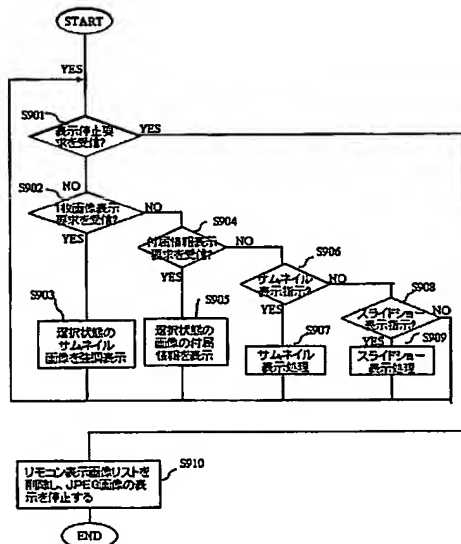 START
YES
S901
表示停止要
求を受信?
YES
S902
NO
1枚画像表示
要求を受信?
NO
YES
S904
付属情報表示
要求を受信?
NO
YES
S906
サムネイル
表示指示?
NO
YES
S908
スライドショー
表示指示?
NO
YES
S903
選択状態の
サムネイル
画像を強調表示
S905
選択状態の
画像の付属
情報を表示
S907
サムネイル
表示処理
S909
スライドショー
表示処理
リモコン表示画像リストを
削除し、JPEG画像の表
示を停止する
S910
END